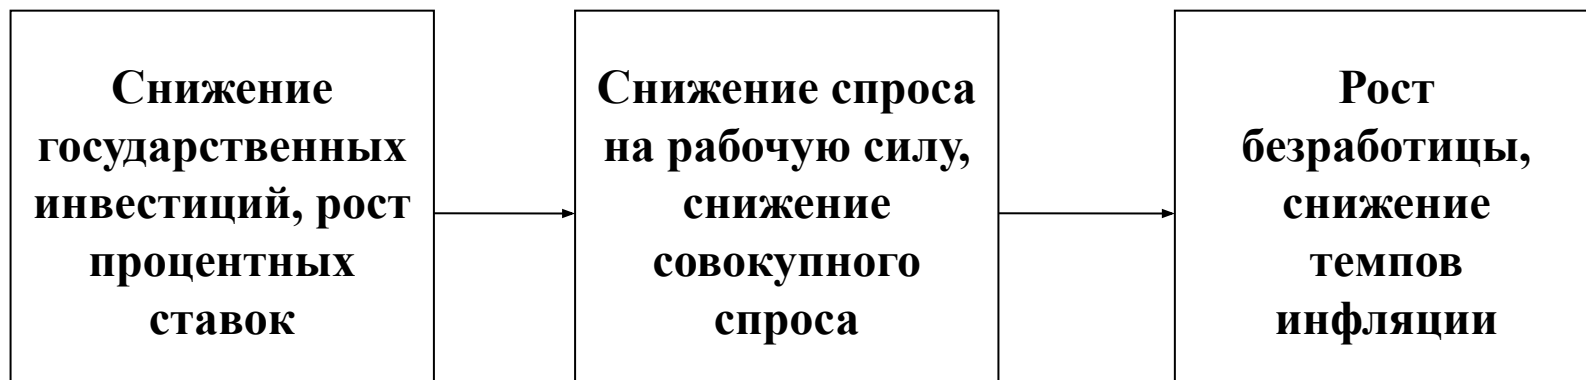 Снижение
государственных
инвестиций, рост
процентных
ставок
Снижение спроса
на рабочую силу,
снижение
совокупного
спроса
Рост
безработицы,
снижение
темпов
инфляции